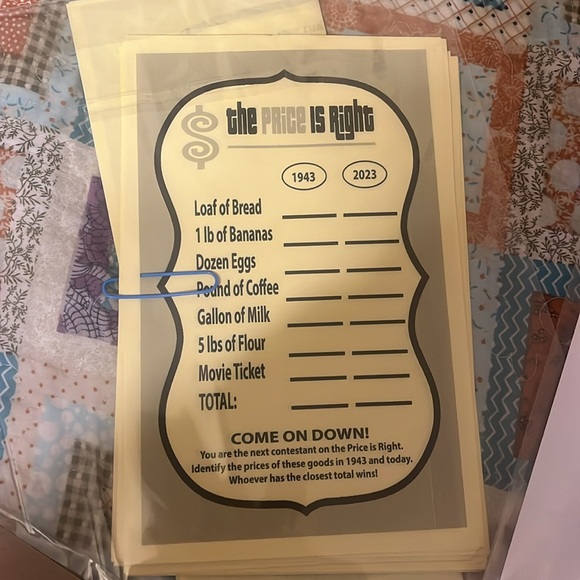 the PRICE IS Right
1943 2023
Loaf of Bread
1 lb of Bananas
Dozen Eggs
Pound of Coffee
Gallon of Milk
5 lbs of Flour
Movie Ticket
TOTAL:
COME ON DOWN!
You are the next contestant on the Price is Right.
Identify the prices of these goods in 1943 and today.
Whoever has the closest total wins!